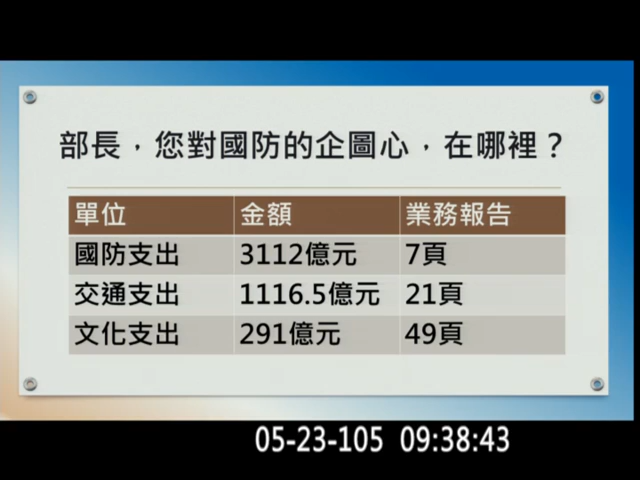 部長，您對國防的企圖心，在哪裡？
單位 金額 業務報告
國防支出 3112億元 7頁
交通支出 1116.5億元 21頁
文化支出 291億元 49頁
05-23-105 09:38:43